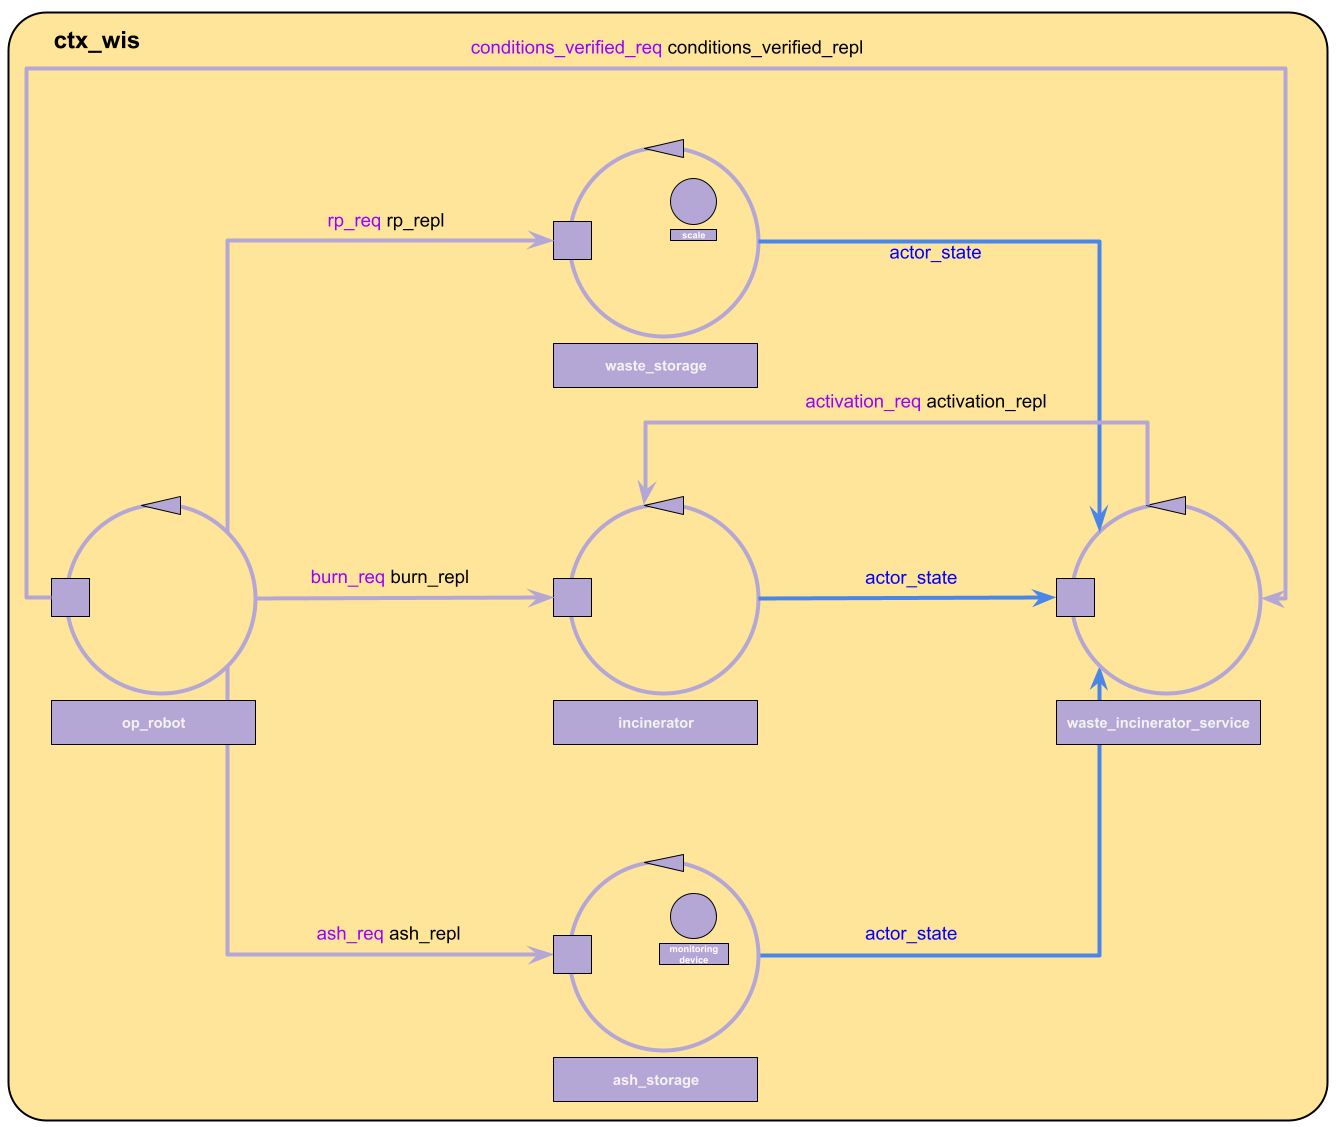 ctx_wis
conditions_verified_req conditions_verified_repl
scale
rp_req rp_repl
actor_state
waste_storage
activation_req activation_repl
burn_req burn_repl
actor_state
op_robot
incinerator
waste_incinerator_service
ash_req ash_repl
actor_state
monitoring
device
ash_storage